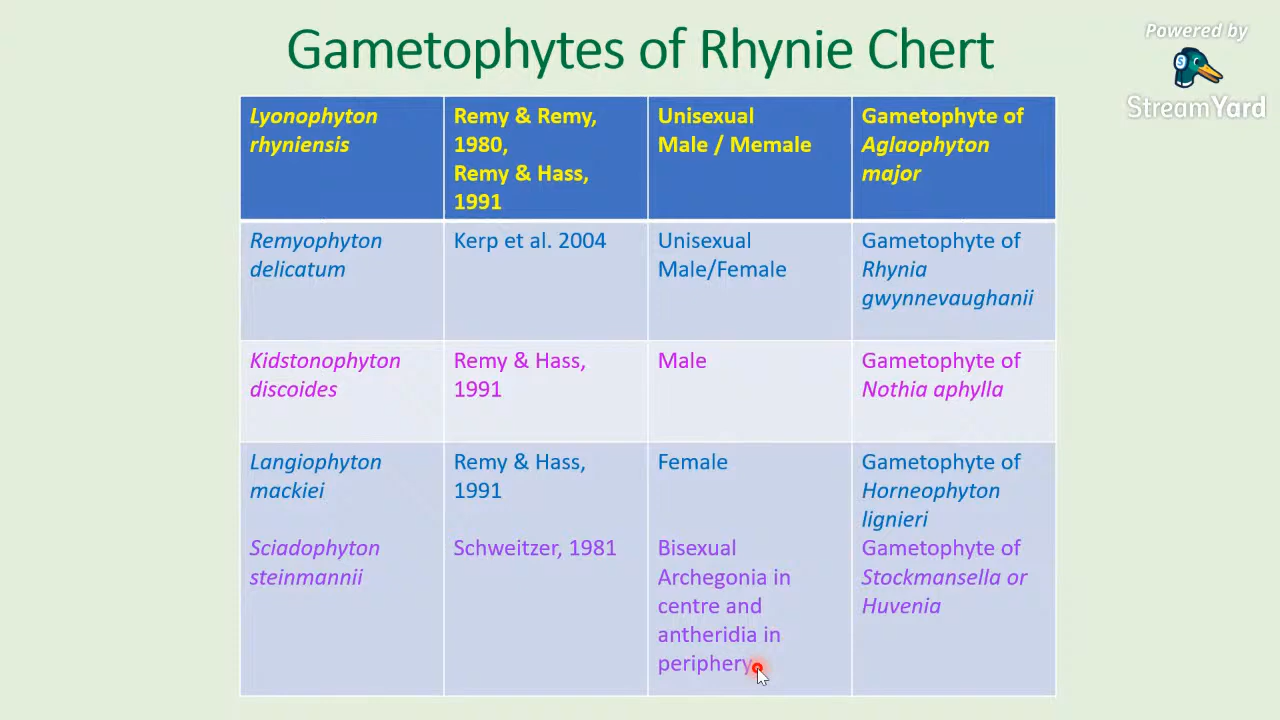 Gametophytes of Rhynie Chert
Powered by
StreamYard
Lyonophyton
rhyniensis
Remy & Remy,
1980,
Remy & Hass,
1991
Unisexual
Male / Memale
Gametophyte of
Aglaophyton
major
Remyophyton
delicatum
Kerp et al. 2004
Unisexual
Male/Female
Gametophyte of
Rhynia
gwynnevaughanii
Kidstonophyton
discoides
Remy & Hass,
1991
Male
Gametophyte of
Nothia aphylla
Langiophyton
mackiei
Remy & Hass,
1991
Female
Gametophyte of
Horneophyton
lignieri
Sciadophyton
steinmannii
Schweitzer, 1981
Bisexual
Archegonia in
centre and
antheridia in
periphery
Gametophyte of
Stockmansella or
Huvenia